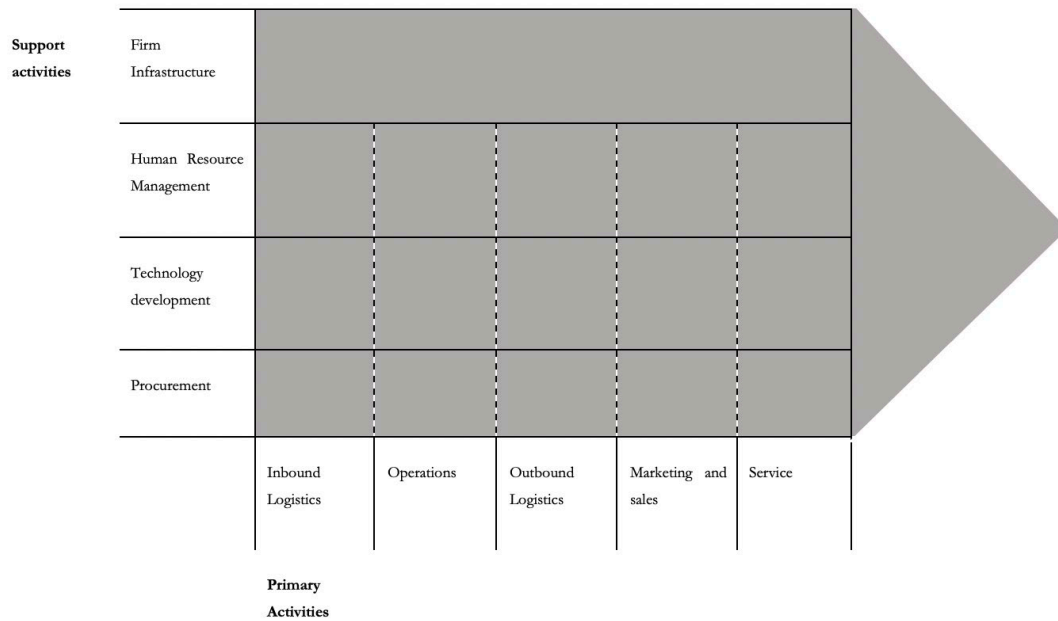 Support
activities
Firm
Infrastructure
Human Resource
Management
Technology
development
Procurement
Inbound
Logistics
Operations
Outbound
Logistics
Marketing and
sales
Service
Primary
Activities